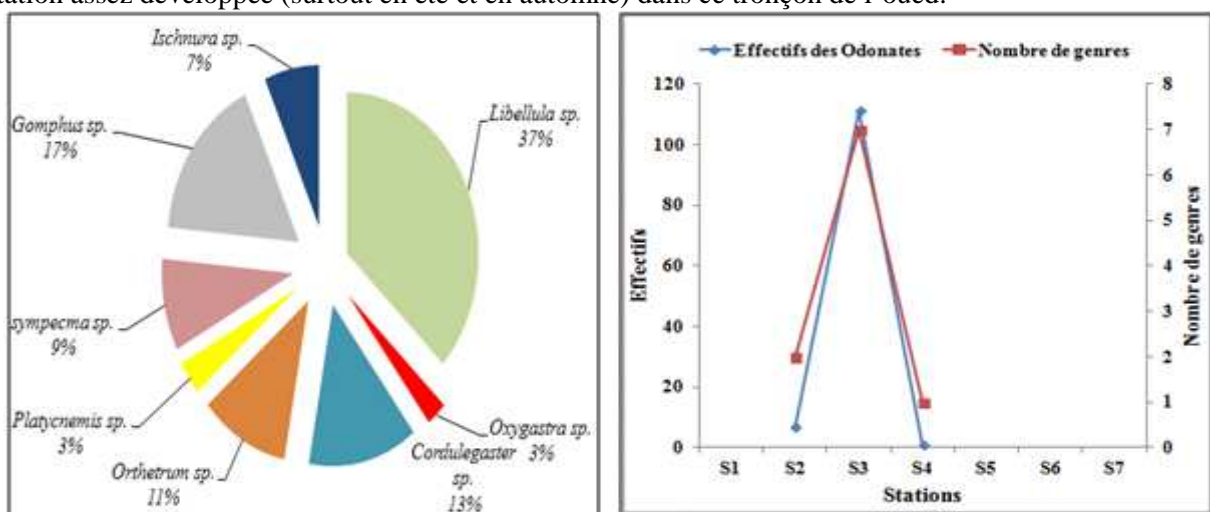 tation assez développée (surtout en été et en automne) dans ce tronçon de l'oued.
Ischnura sp.
7%
Libellula sp.
37%
Gomphus sp.
17%
sympecma sp.
9%
Platycnemis sp.
3%
Orthetrum sp.
11%
Cordulegaster
sp.
13%
Oxygastra sp.
3%
Effectifs des Odonates
Nombre de genres
120
100
80
60
40
20
0
Effectifs
8
7
6
5
4
3
2
1
0
Nombre de genres
S1 S2 S3 S4 S5 S6 S7
Stations